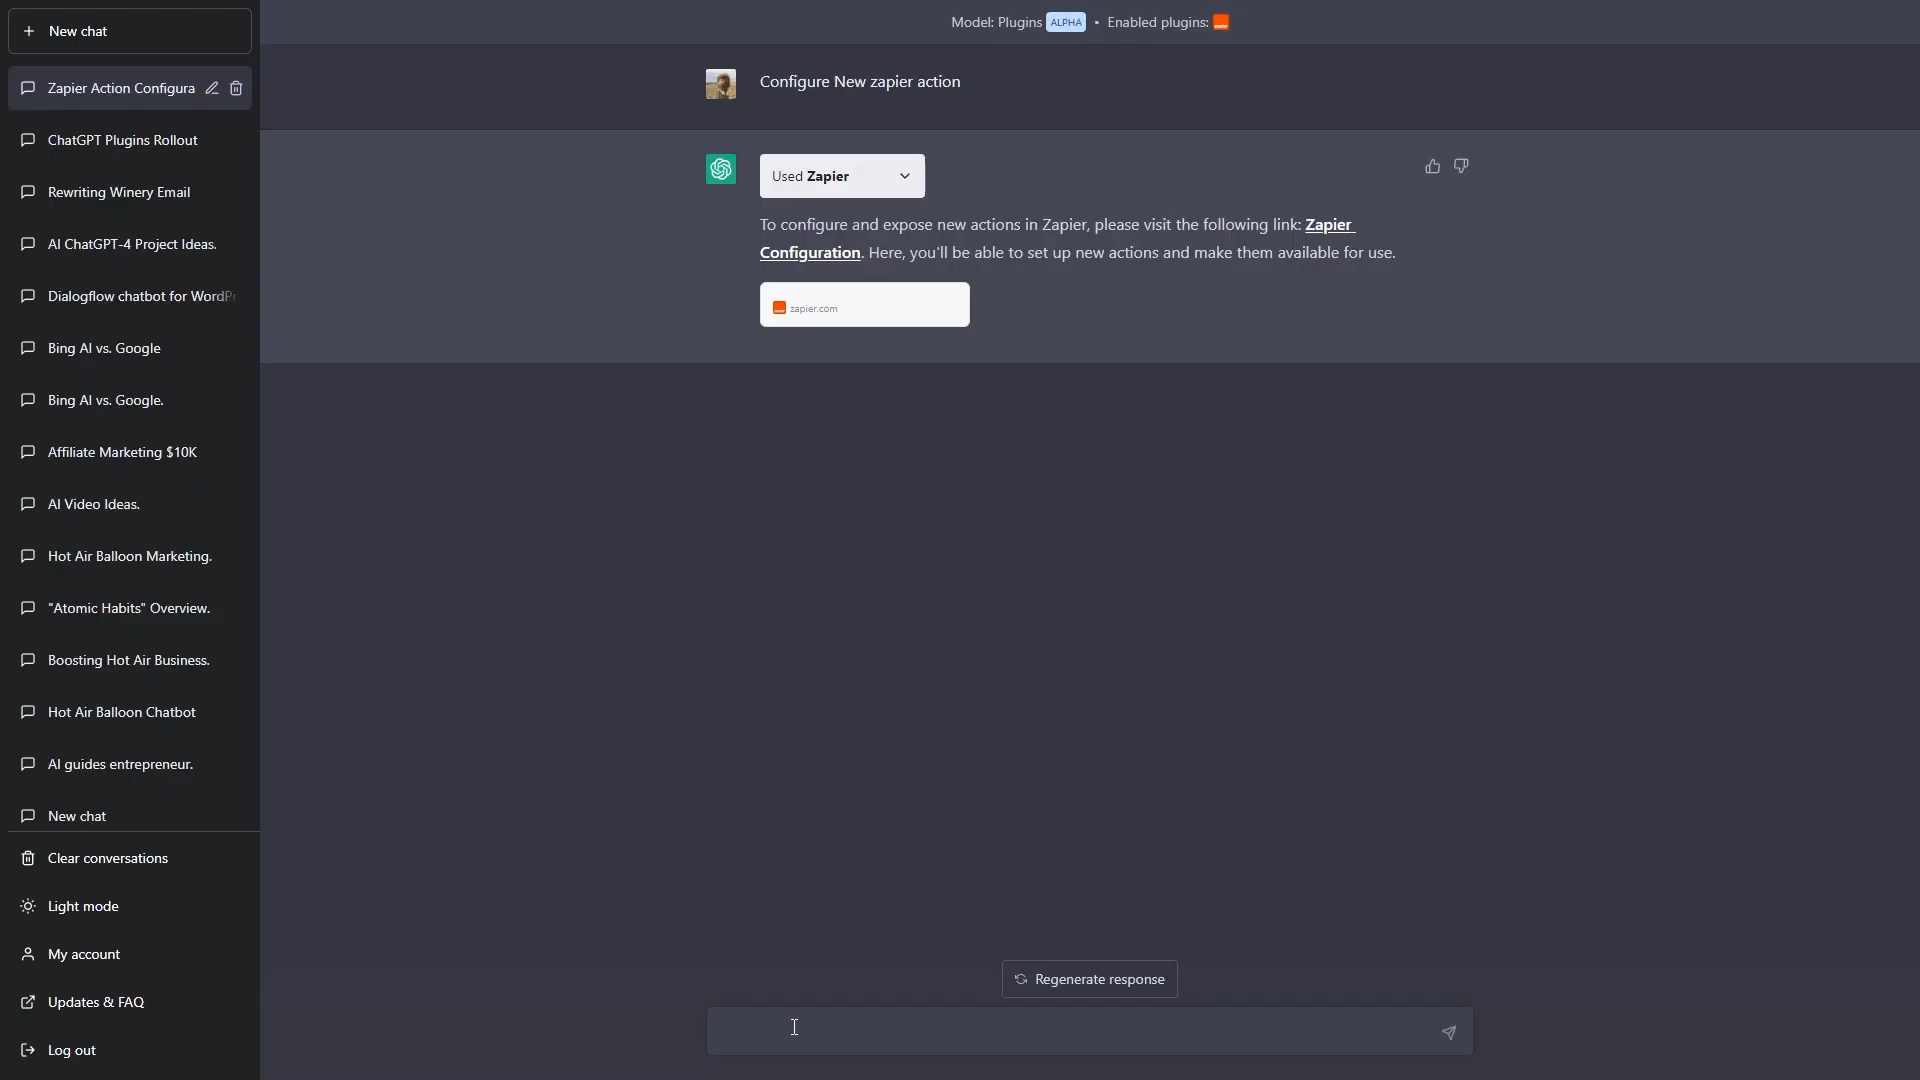 New chat
Zapier Action Configura
ChatGPT Plugins Rollout
Rewriting Winery Email
AI ChatGPT-4 Project Ideas.
Dialogflow chatbot for WordPr
Bing AI vs. Google
Bing AI vs. Google.
Affiliate Marketing $10K
AI Video Ideas.
Hot Air Balloon Marketing.
"Atomic Habits" Overview.
Boosting Hot Air Business.
Hot Air Balloon Chatbot
AI guides entrepreneur.
New chat
Clear conversations
Light mode
My account
Updates & FAQ
Log out
Model: Plugins ALPHA • Enabled plugins:
Configure New zapier action
Used Zapier
To configure and expose new actions in Zapier, please visit the following link: Zapier
Configuration. Here, you'll be able to set up new actions and make them available for use.
zapier.com
Regenerate response